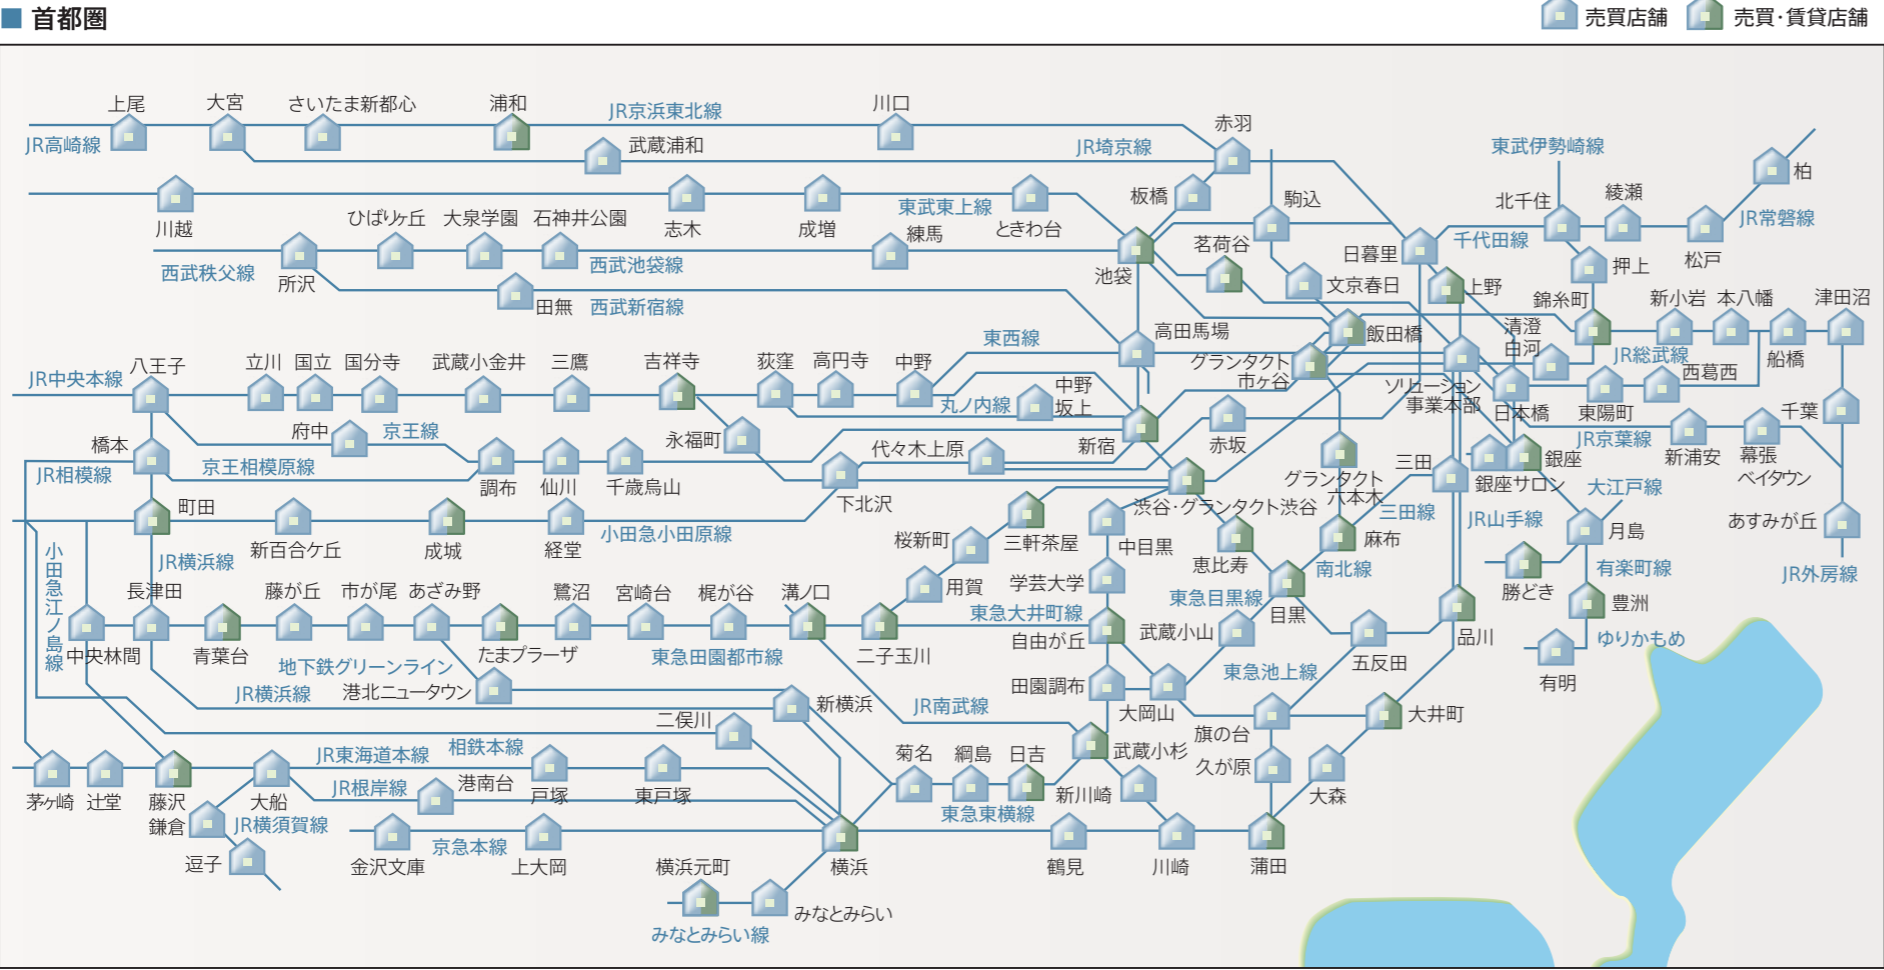 首都圏
売買店舗
売買・賃貸店舗
上尾
大宮
さいたま新都心
浦和
JR京浜東北線
川口
赤羽
JR高崎線
武蔵浦和
JR埼京線
東武伊勢崎線
柏
川越
ひばりヶ丘
大泉学園
石神井公園
志木
成増
東武東上線
練馬
ときわ台
板橋
駒込
茗荷谷
日暮里
北千住
綾瀬
千代田線
JR常磐線
松戸
押上
西武秩父線
所沢
西武池袋線
田無
西武新宿線
池袋
文京春日
上野
錦糸町
新小岩
本八幡
津田沼
東西線
高田馬場
飯田橋
清澄
白河
JR総武線
船橋
西葛西
グランタクト
市ヶ谷
ソリューション
事業本部
日本橋
東陽町
千葉
JR中央本線
八王子
立川
国立
国分寺
武蔵小金井
三鷹
吉祥寺
荻窪
高円寺
中野
丸ノ内線
中野
坂上
府中
京王線
永福町
代々木上原
新宿
赤坂
JR京葉線
新浦安
幕張
ベイタウン
橋本
JR相模線
京王相模原線
調布
仙川
千歳烏山
下北沢
グランタクト
六本木
三田
銀座
銀座サロン
大江戸線
町田
新百合ケ丘
成城
経堂
小田急小田原線
渋谷・グランタクト渋谷
三田線
JR山手線
月島
あすみが丘
小田急江ノ島線
JR横浜線
桜新町
三軒茶屋
中目黒
恵比寿
麻布
南北線
勝どき
有楽町線
JR外房線
長津田
藤が丘
市が尾
あざみ野
鷺沼
宮崎台
梶が谷
溝ノ口
用賀
学芸大学
東急目黒線
目黒
豊洲
東急大井町線
自由が丘
武蔵小山
品川
ゆりかもめ
中央林間
青葉台
地下鉄グリーンライン
たまプラーザ
東急田園都市線
二子玉川
五反田
有明
JR横浜線
港北ニュータウン
新横浜
JR南武線
田園調布
大岡山
東急池上線
旗の台
大井町
二俣川
相鉄本線
JR東海道本線
菊名
綱島
日吉
武蔵小杉
久が原
茅ヶ崎
辻堂
藤沢
大船
JR根岸線
港南台
戸塚
東戸塚
東急東横線
新川崎
大森
鎌倉
JR横須賀線
逗子
金沢文庫
京急本線
上大岡
横浜元町
横浜
鶴見
川崎
蒲田
みなとみらい
みなとみらい線